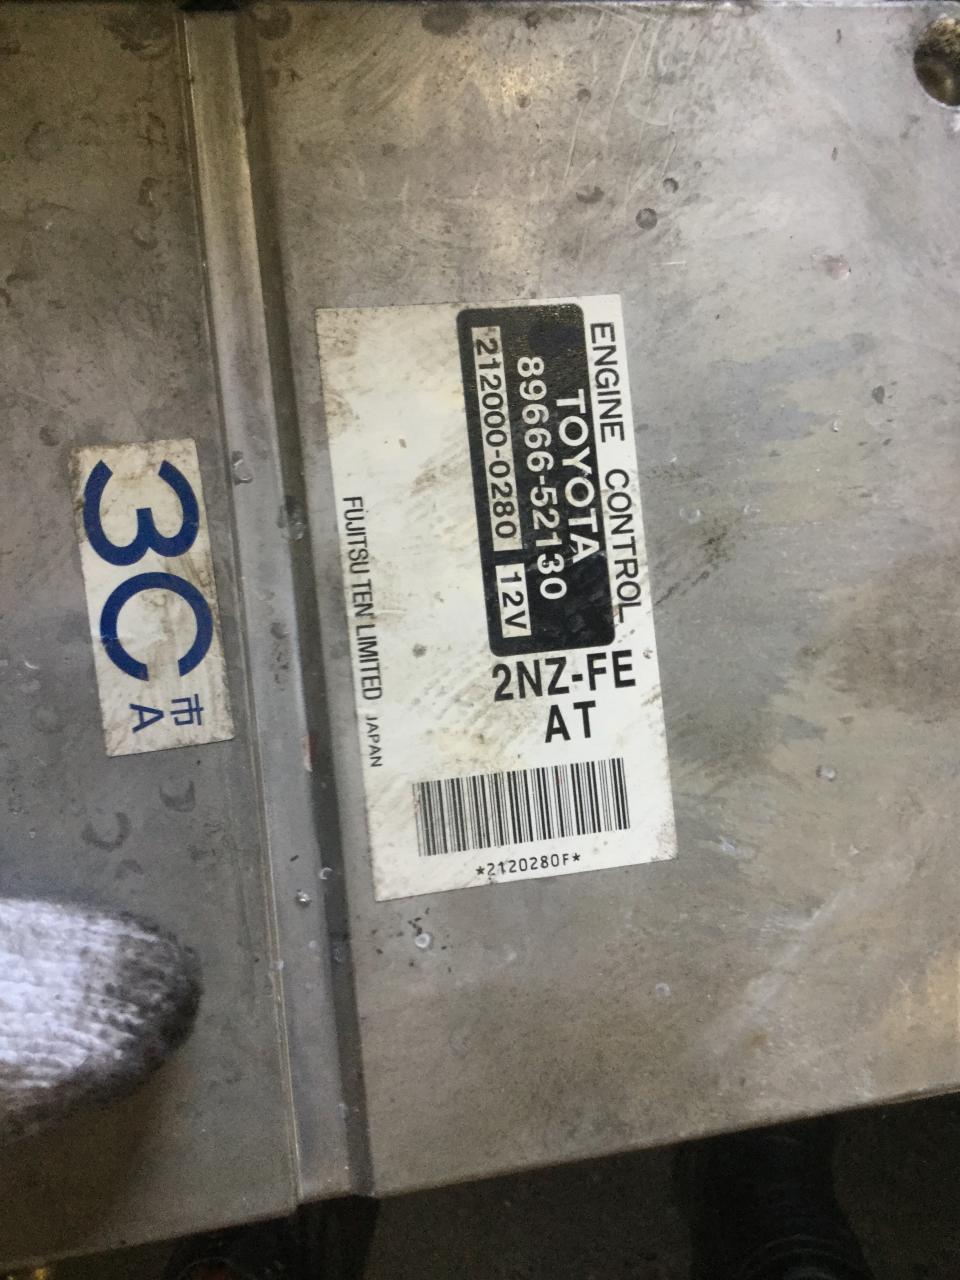 ENGINE CONTROL
TOYOTA
89666-52130
212000-0280 12V
2NZ-FE
AT
*2120280F*
FUJITSU TEN LIMITED JAPAN
3C
市
A